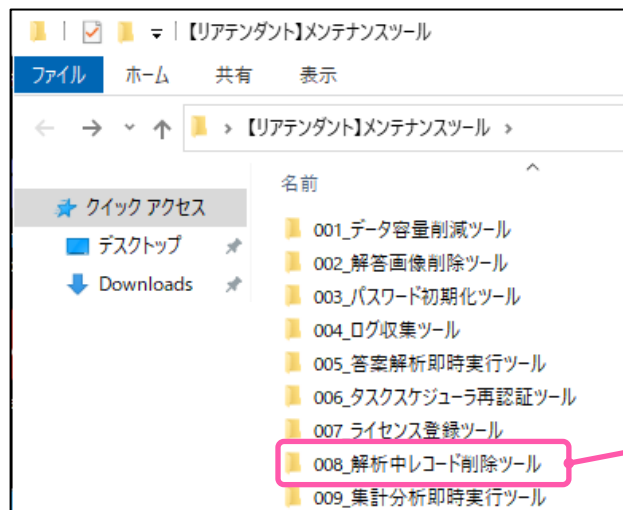 【リアテンダント】メンテナンスツール
ファイル ホーム 共有 表示
【リアテンダント】メンテナンスツール
名前
クイック アクセス
デスクトップ
Downloads
001_データ容量削減ツール
002_解答画像削除ツール
003_パスワード初期化ツール
004_ログ収集ツール
005_答案解析即時実行ツール
006_タスクスケジューラ再認証ツール
007_ライセンス登録ツール
008_解析中レコード削除ツール
009_集計分析即時実行ツール